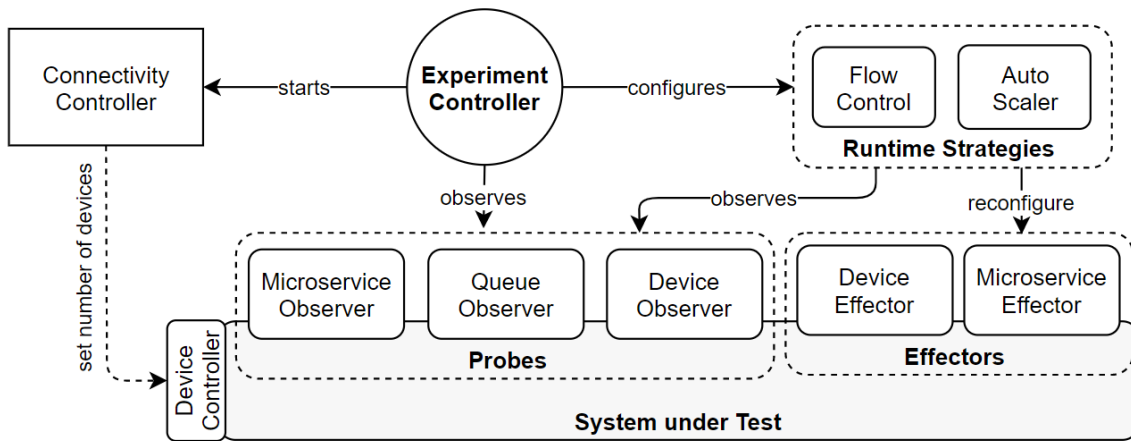 Connectivity
Controller
starts
Experiment
Controller
configures
Flow
Control
Auto
Scaler
Runtime Strategies
set number of devices
observes
observes
reconfigure
Microservice
Observer
Queue
Observer
Device
Observer
Probes
Device
Effector
Microservice
Effector
Effectors
Device
Controller
System under Test